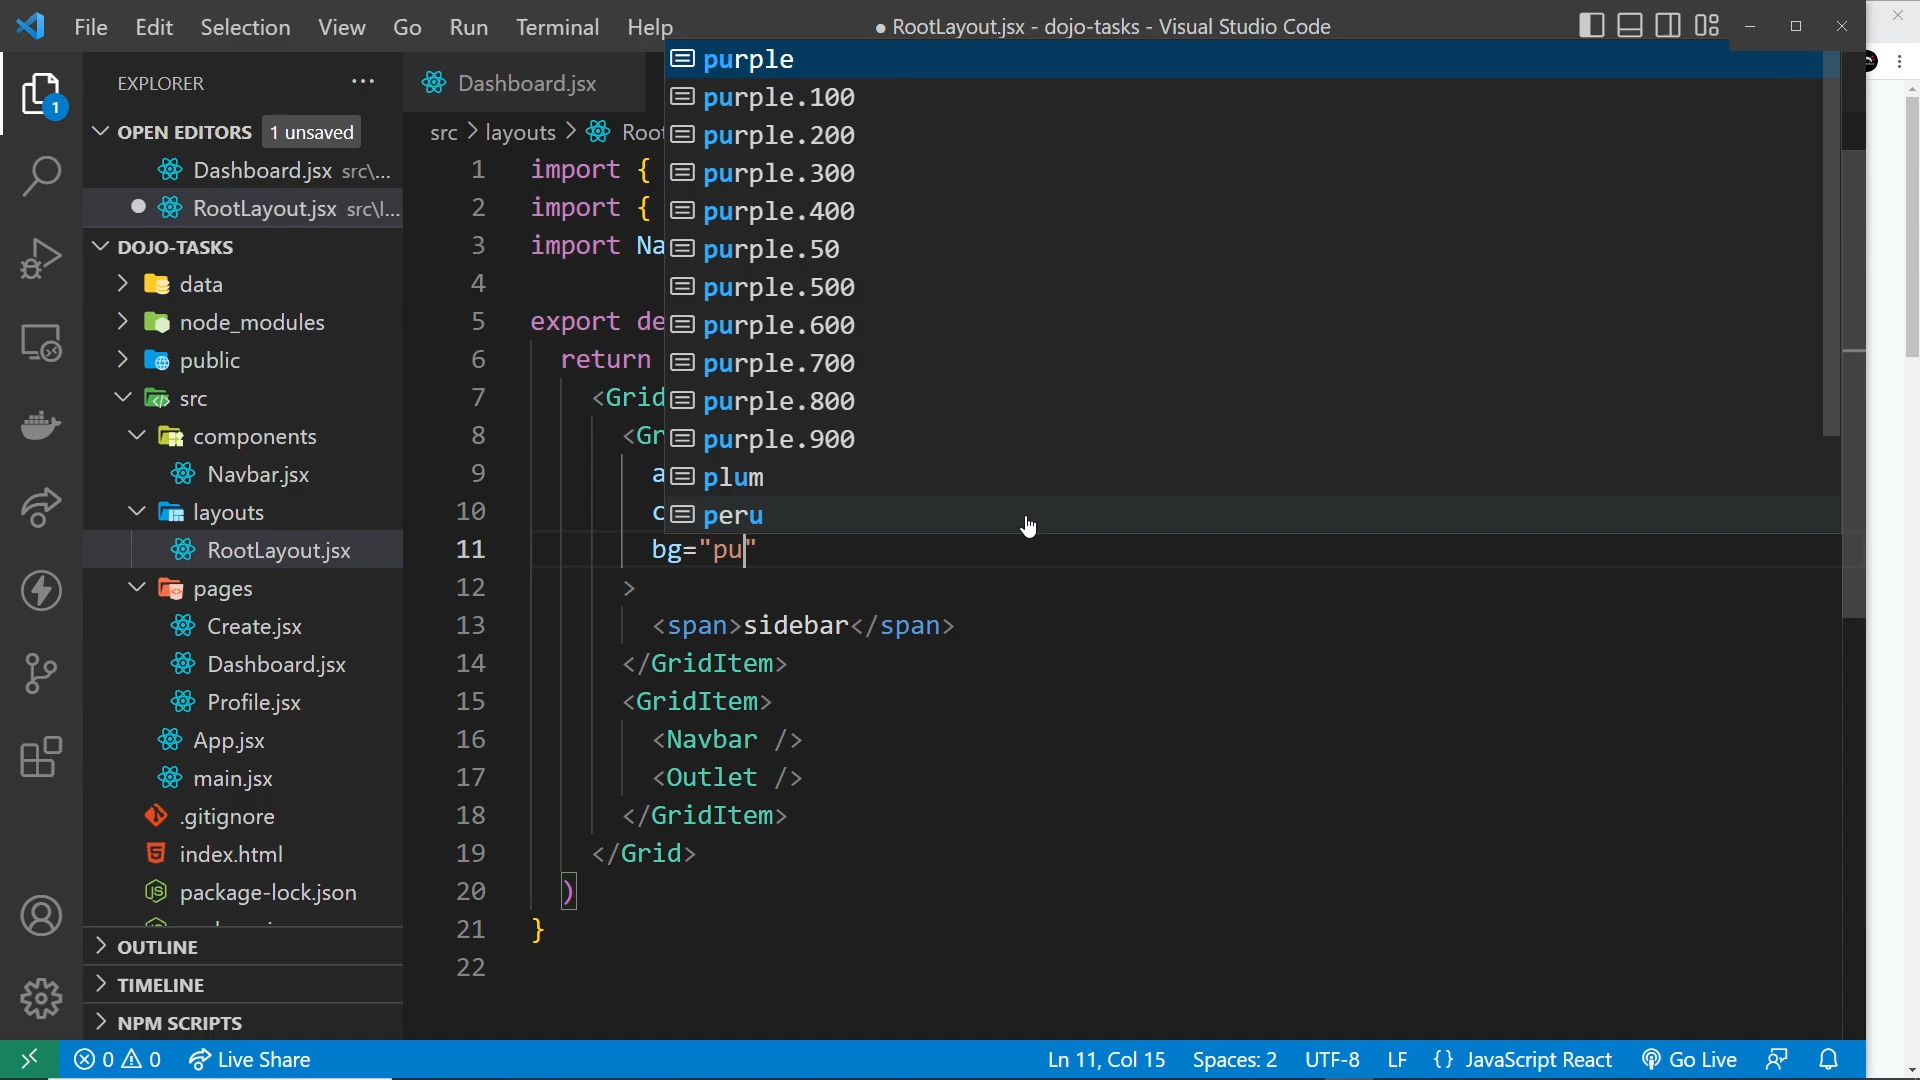 File Edit Selection View Go Run Terminal Help
● RootLayout.jsx - dojo-tasks - Visual Studio Code
EXPLORER
OPEN EDITORS 1 unsaved
Dashboard.jsx src\...
RootLayout.jsx src\l...
DOJO-TASKS
data
node_modules
public
src
components
Navbar.jsx
layouts
RootLayout.jsx
pages
Create.jsx
Dashboard.jsx
Profile.jsx
App.jsx
main.jsx
.gitignore
index.html
package-lock.json
OUTLINE
TIMELINE
NPM SCRIPTS
1
Dashboard.jsx
src > layouts > Root
1 import {
2 import {
3 import Na
4
5 export de
6 return
7 <Grid
8 <Gr
9 a
10 c
11 bg="pu"
12 >
13 <span>sidebar</span>
14 </GridItem>
15 <GridItem>
16 <Navbar />
17 <Outlet />
18 </GridItem>
19 </Grid>
20 )
21 }
22
purple
purple.100
purple.200
purple.300
purple.400
purple.50
purple.500
purple.600
purple.700
purple.800
purple.900
plum
peru
0 0 Live Share
Ln 11, Col 15 Spaces: 2 UTF-8 LF {} JavaScript React Go Live